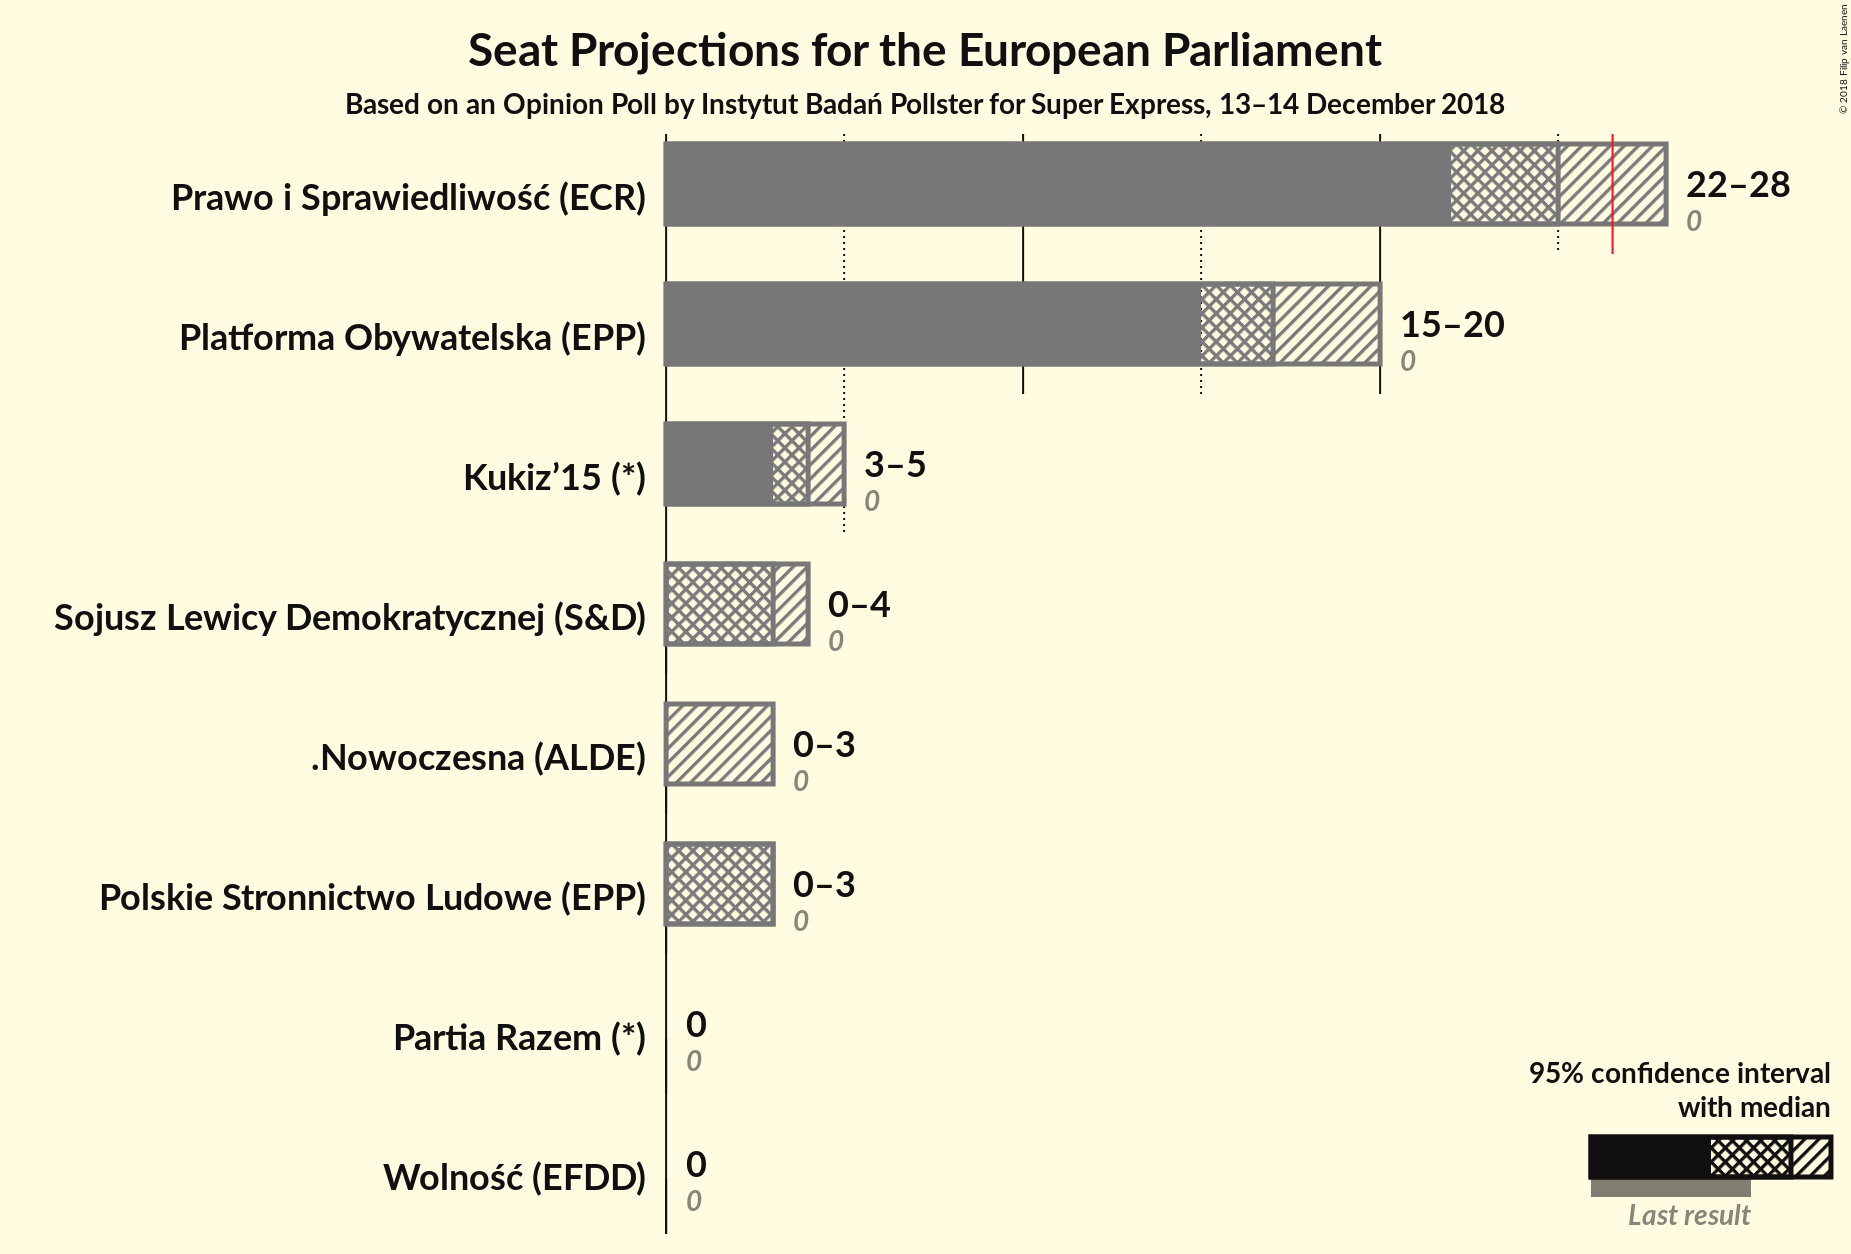 Seat Projections for the European Parliament
Based on an Opinion Poll by Instytut Badań Pollster for Super Express, 13–14 December 2018
© 2018 Filip van Laenen
Prawo i Sprawiedliwość (ECR)
22–28
0
Platforma Obywatelska (EPP)
15–20
0
Kukiz’15 (*)
3–5
0
Sojusz Lewicy Demokratycznej (S&D)
0–4
0
.Nowoczesna (ALDE)
0–3
0
Polskie Stronnictwo Ludowe (EPP)
0–3
0
Partia Razem (*)
0
0
Wolność (EFDD)
0
0
95% confidence interval
with median
Last result